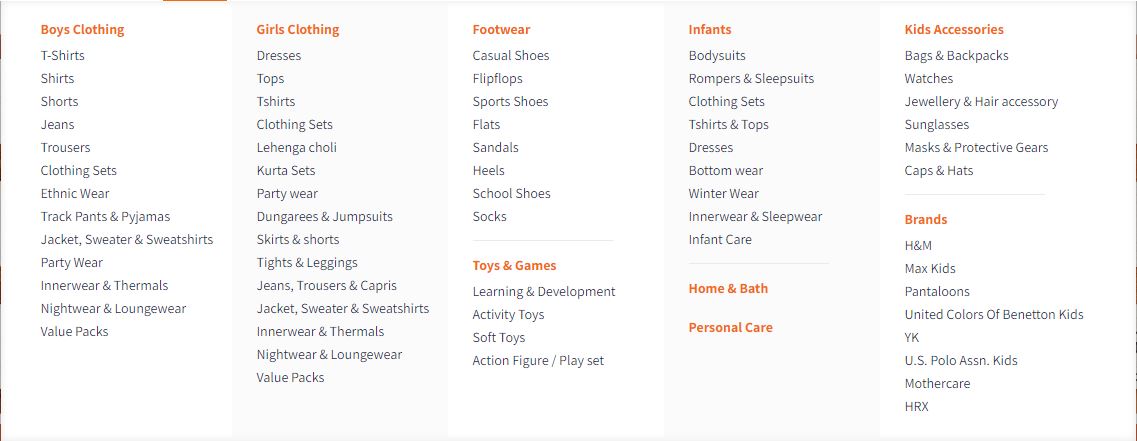 Boys Clothing
T-Shirts
Shirts
Shorts
Jeans
Trousers
Clothing Sets
Ethnic Wear
Track Pants & Pyjamas
Jacket, Sweater & Sweatshirts
Party Wear
Innerwear & Thermals
Nightwear & Loungewear
Value Packs
Girls Clothing
Dresses
Tops
Tshirts
Clothing Sets
Lehenga choli
Kurta Sets
Party wear
Dungarees & Jumpsuits
Skirts & shorts
Tights & Leggings
Jeans, Trousers & Capris
Jacket, Sweater & Sweatshirts
Innerwear & Thermals
Nightwear & Loungewear
Value Packs
Footwear
Casual Shoes
Flipflops
Sports Shoes
Flats
Sandals
Heels
School Shoes
Socks
Toys & Games
Learning & Development
Activity Toys
Soft Toys
Action Figure / Play set
Infants
Bodysuits
Rompers & Sleepsuits
Clothing Sets
Tshirts & Tops
Dresses
Bottom wear
Winter Wear
Innerwear & Sleepwear
Infant Care
Home & Bath
Personal Care
Kids Accessories
Bags & Backpacks
Watches
Jewellery & Hair accessory
Sunglasses
Masks & Protective Gears
Caps & Hats
Brands
H&M
Max Kids
Pantaloons
United Colors Of Benetton Kids
YK
U.S. Polo Assn. Kids
Mothercare
HRX